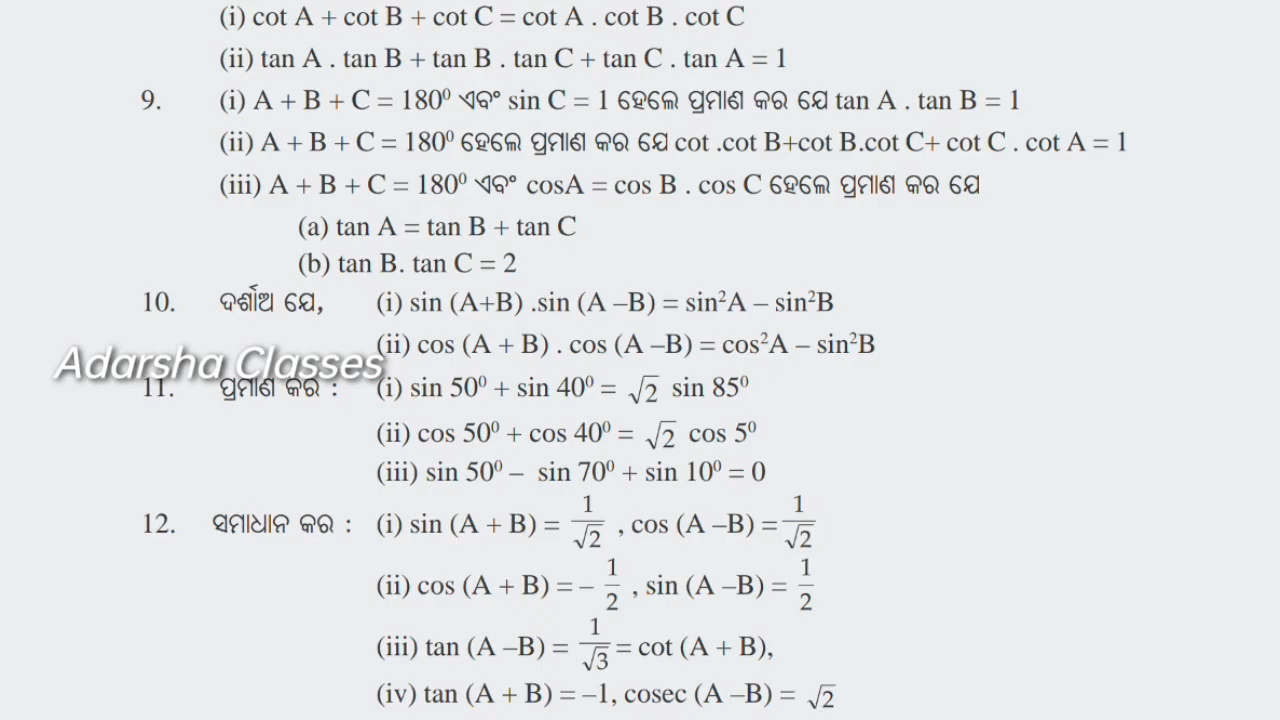 (i) cot A + cot B + cot C = cot A . cot B . cot C
(ii) tan A . tan B + tan B . tan C + tan C . tan A = 1
9. (i) A + B + C = 180⁰ ଏବଂ sin C = 1 ହେଲେ ପ୍ରମାଣ କର ଯେ tan A . tan B = 1
(ii) A + B + C = 180⁰ ହେଲେ ପ୍ରମାଣ କର ଯେ cot .cot B+cot B.cot C+ cot C . cot A = 1
(iii) A + B + C = 180⁰ ଏବଂ cosA = cos B . cos C ହେଲେ ପ୍ରମାଣ କର ଯେ
(a) tan A = tan B + tan C
(b) tan B. tan C = 2
10. ଦର୍ଶାଅ ଯେ, (i) sin (A+B) .sin (A –B) = sin²A – sin²B
(ii) cos (A + B) . cos (A –B) = cos²A – sin²B
Adarsha Classes
11. ପ୍ରମାଣ କର : (i) sin 50⁰ + sin 40⁰ = √2 sin 85⁰
(ii) cos 50⁰ + cos 40⁰ = √2 cos 5⁰
(iii) sin 50⁰ – sin 70⁰ + sin 10⁰ = 0
12. ସମାଧାନ କର : (i) sin (A + B) = 1/√2 , cos (A –B) = 1/√2
(ii) cos (A + B) = – 1/2 , sin (A –B) = 1/2
(iii) tan (A –B) = 1/√3 = cot (A + B),
(iv) tan (A + B) = –1, cosec (A –B) = √2